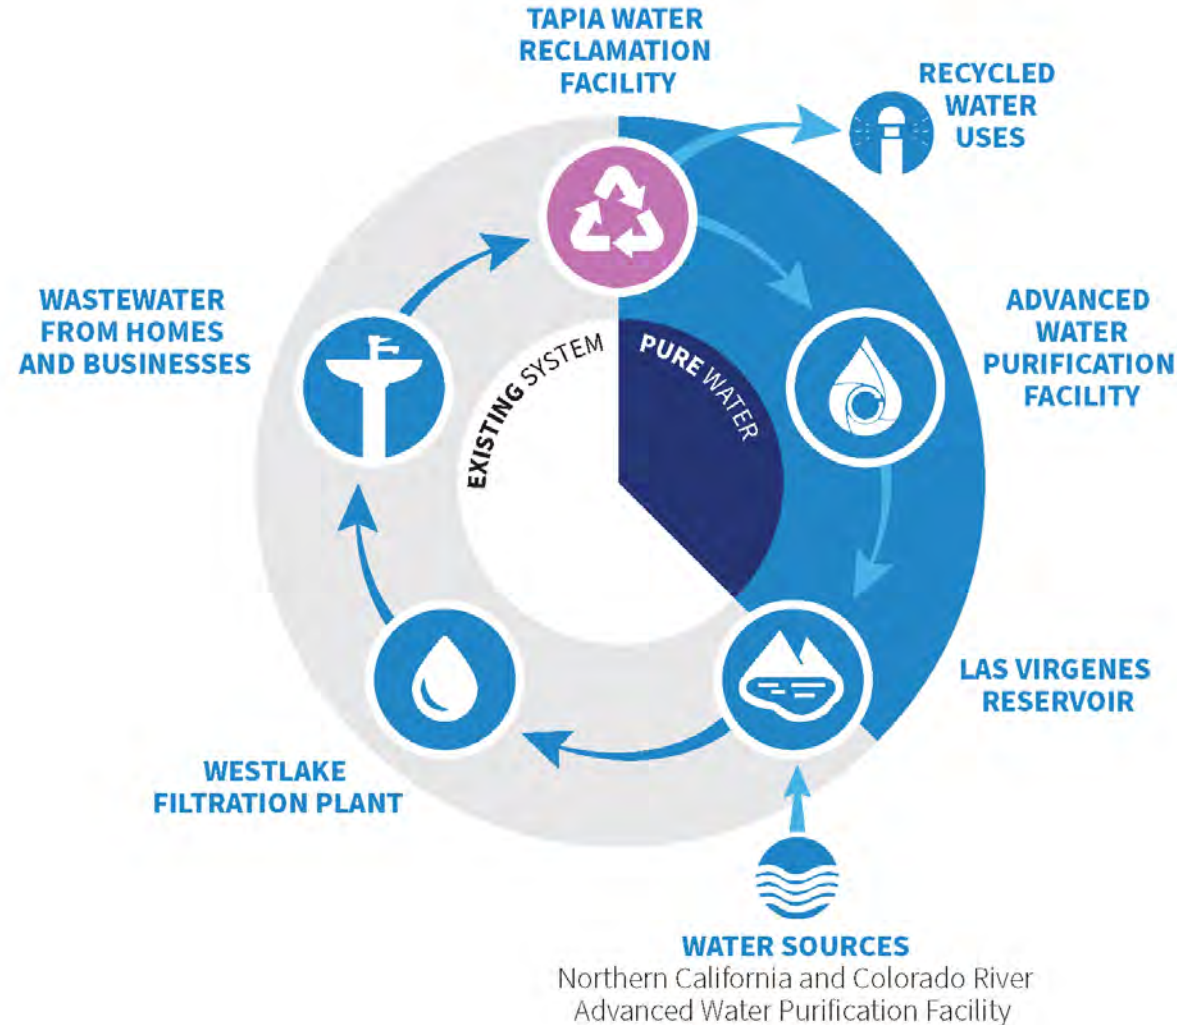 TAPIA WATER
RECLAMATION
FACILITY
RECYCLED
WATER
USES
WASTEWATER
FROM HOMES
AND BUSINESSES
ADVANCED
WATER
PURIFICATION
FACILITY
EXISTING SYSTEM
PURE WATER
LAS VIRGENES
RESERVOIR
WESTLAKE
FILTRATION PLANT
WATER SOURCES
Northern California and Colorado River
Advanced Water Purification Facility